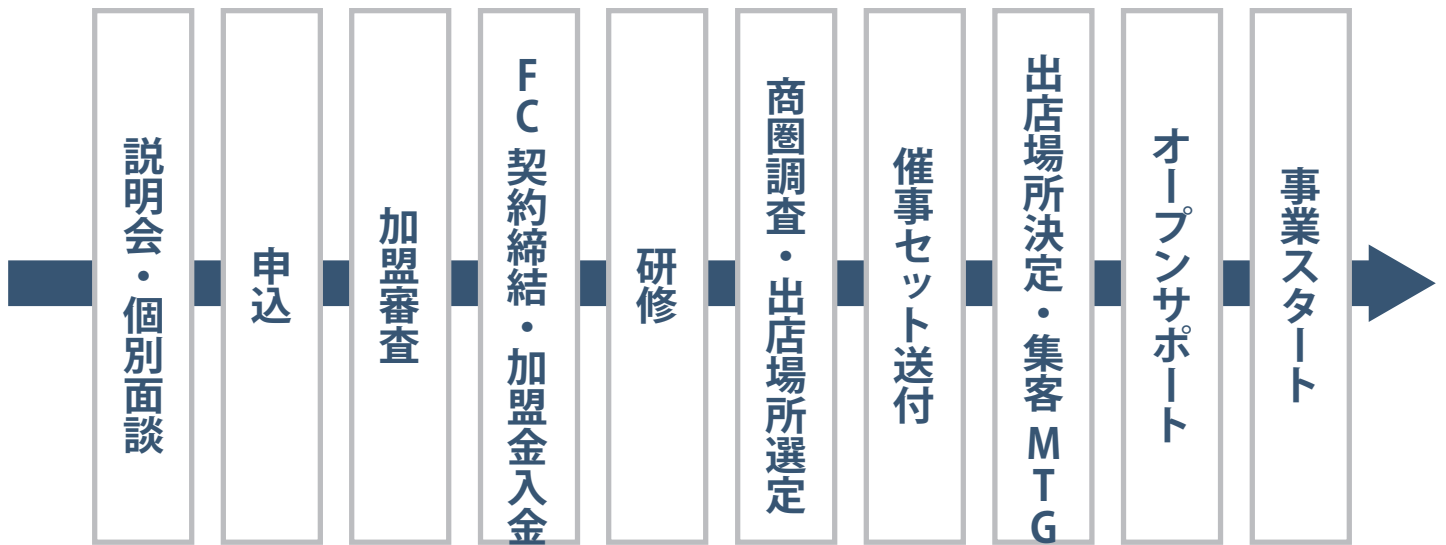 説明会・個別面談
申込
加盟審査
FC契約締結・加盟金入金
研修
商圏調査・出店場所選定
催事セット送付
出店場所決定・集客MTG
オープンサポート
事業スタート